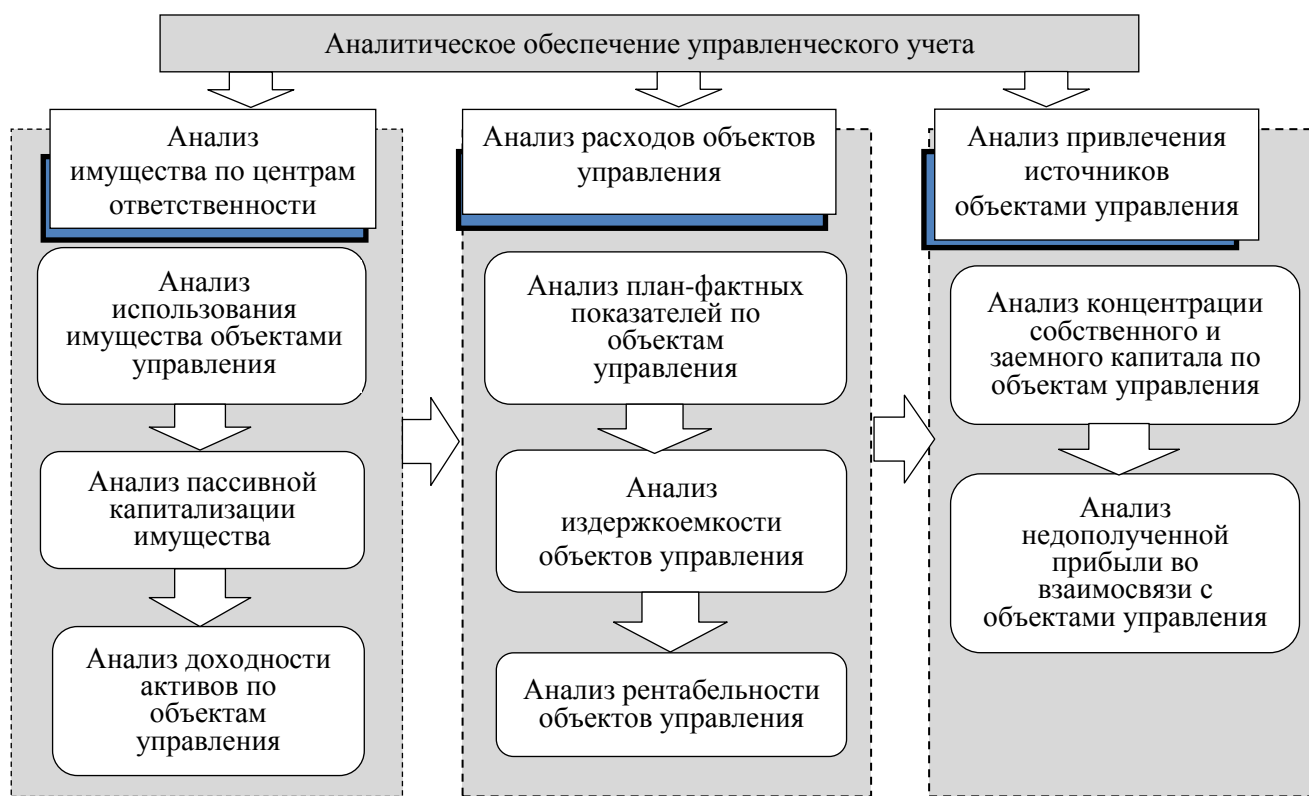 Аналитическое обеспечение управленческого учета
Анализ
имущества по центрам
ответственности
Анализ
использования
имущества объектами
управления
Анализ пассивной
капитализации
имущества
Анализ доходности
активов по
объектам
управления
Анализ расходов объектов
управления
Анализ план-фактных
показателей по
объектам
управления
Анализ
издержкоемкости
объектов управления
Анализ рентабельности
объектов управления
Анализ привлечения
источников
объектами управления
Анализ концентрации
собственного и
заемного капитала по
объектам управления
Анализ
недополученной
прибыли во
взаимосвязи с
объектами управления